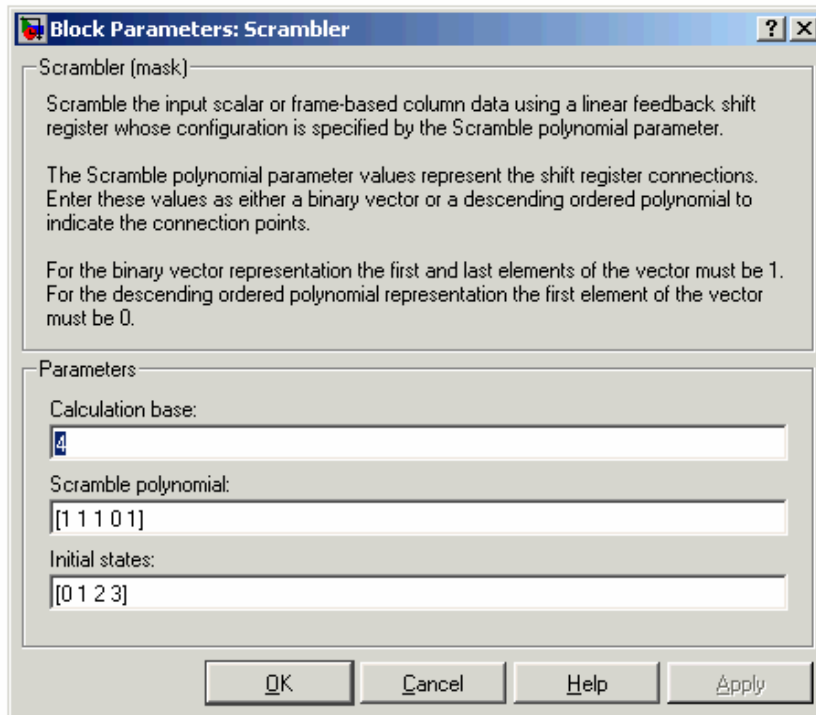 Block Parameters: Scrambler
Scrambler (mask)
Scramble the input scalar or frame-based column data using a linear feedback shift
register whose configuration is specified by the Scramble polynomial parameter.
The Scramble polynomial parameter values represent the shift register connections.
Enter these values as either a binary vector or a descending ordered polynomial to
indicate the connection points.
For the binary vector representation the first and last elements of the vector must be 1.
For the descending ordered polynomial representation the first element of the vector
must be 0.
Parameters
Calculation base:
4
Scramble polynomial:
[1 1 1 0 1]
Initial states:
[0 1 2 3]
OK Cancel Help Apply